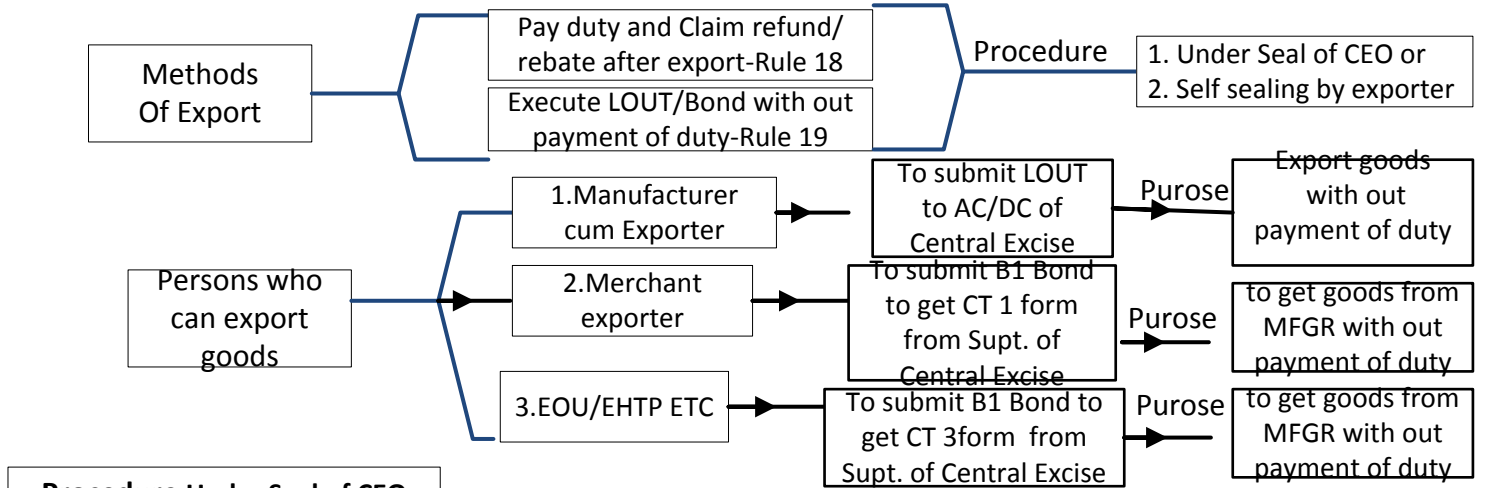 Methods
Of Export
Pay duty and Claim refund/
rebate after export-Rule 18
Execute LOUT/Bond with out
payment of duty-Rule 19
Procedure
1. Under Seal of CEO or
2. Self sealing by exporter
Persons who
can export
goods
1.Manufacturer
cum Exporter
To submit LOUT
to AC/DC of
Central Excise
Purose
Export goods
with out
payment of duty
2.Merchant
exporter
To submit B1 Bond
to get CT 1 form
from Supt. of
Central Excise
Purose
to get goods from
MFGR with out
payment of duty
3.EOU/EHTP ETC
To submit B1 Bond to
get CT 3form from
Supt. of Central Excise
Purose
to get goods from
MFGR with out
payment of duty
Procedure Under Seal of CEO